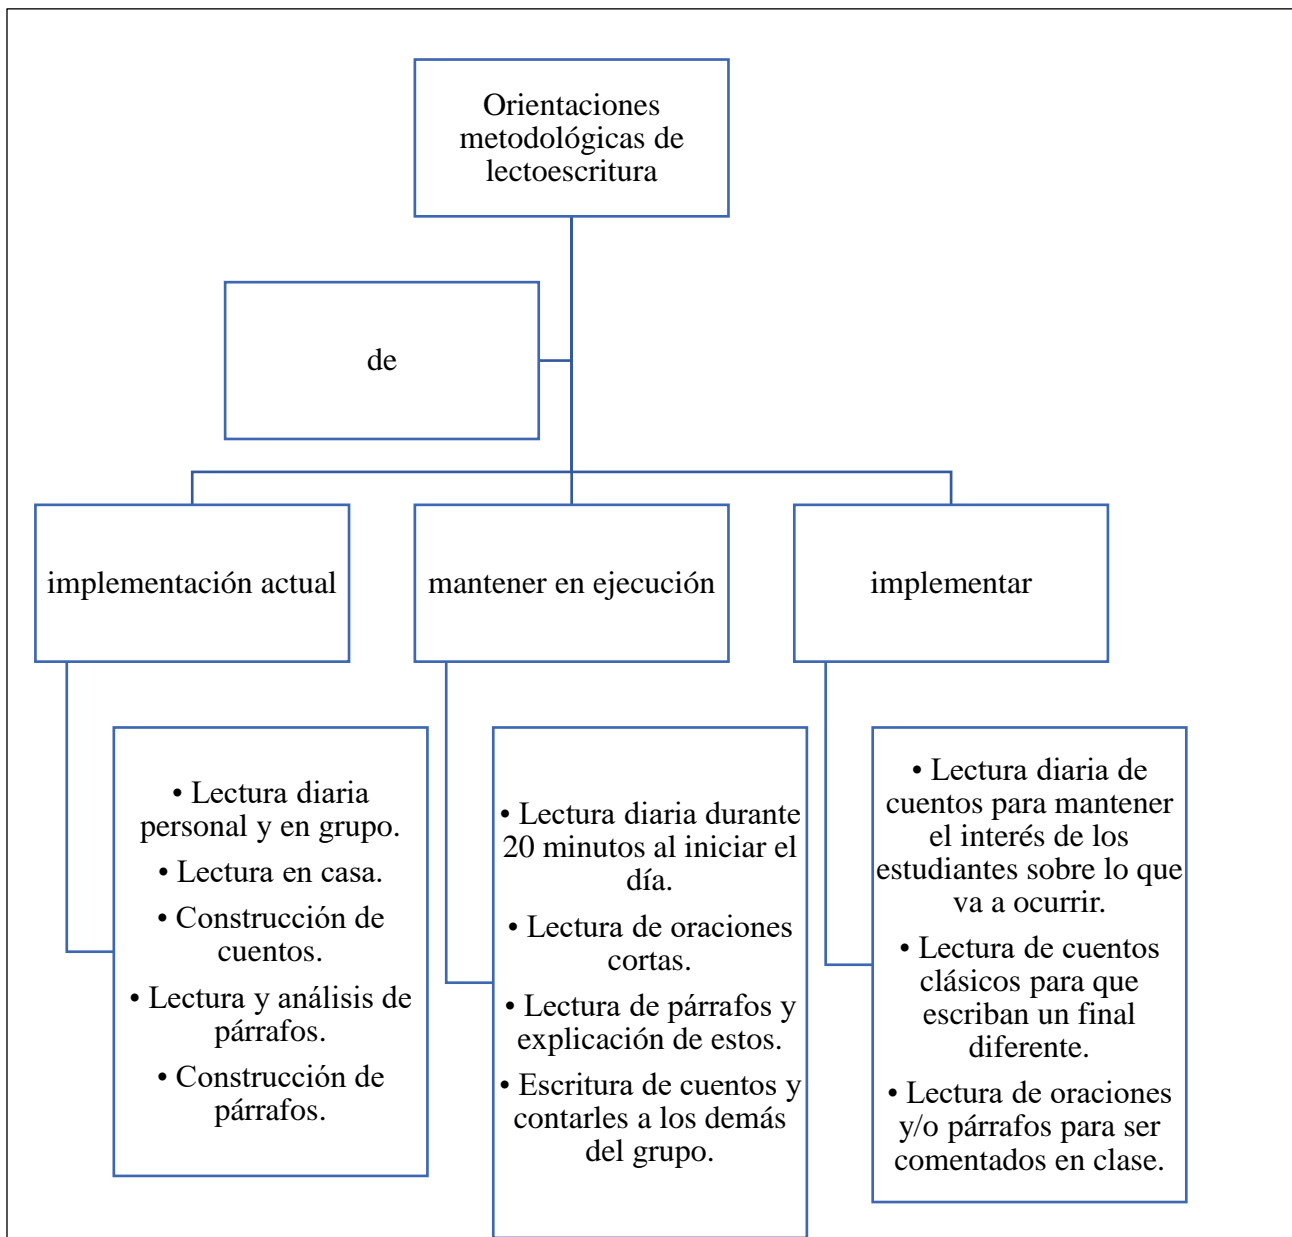 Orientaciones
metodológicas de
lectoescritura
de
implementación actual
mantener en ejecución
implementar
• Lectura diaria
personal y en grupo.
• Lectura en casa.
• Construcción de
cuentos.
• Lectura y análisis de
párrafos.
• Construcción de
párrafos.
• Lectura diaria durante
20 minutos al iniciar el
día.
• Lectura de oraciones
cortas.
• Lectura de párrafos y
explicación de estos.
• Escritura de cuentos y
contarles a los demás
del grupo.
• Lectura diaria de
cuentos para mantener
el interés de los
estudiantes sobre lo que
va a ocurrir.
• Lectura de cuentos
clásicos para que
escriban un final
diferente.
• Lectura de oraciones
y/o párrafos para ser
comentados en clase.